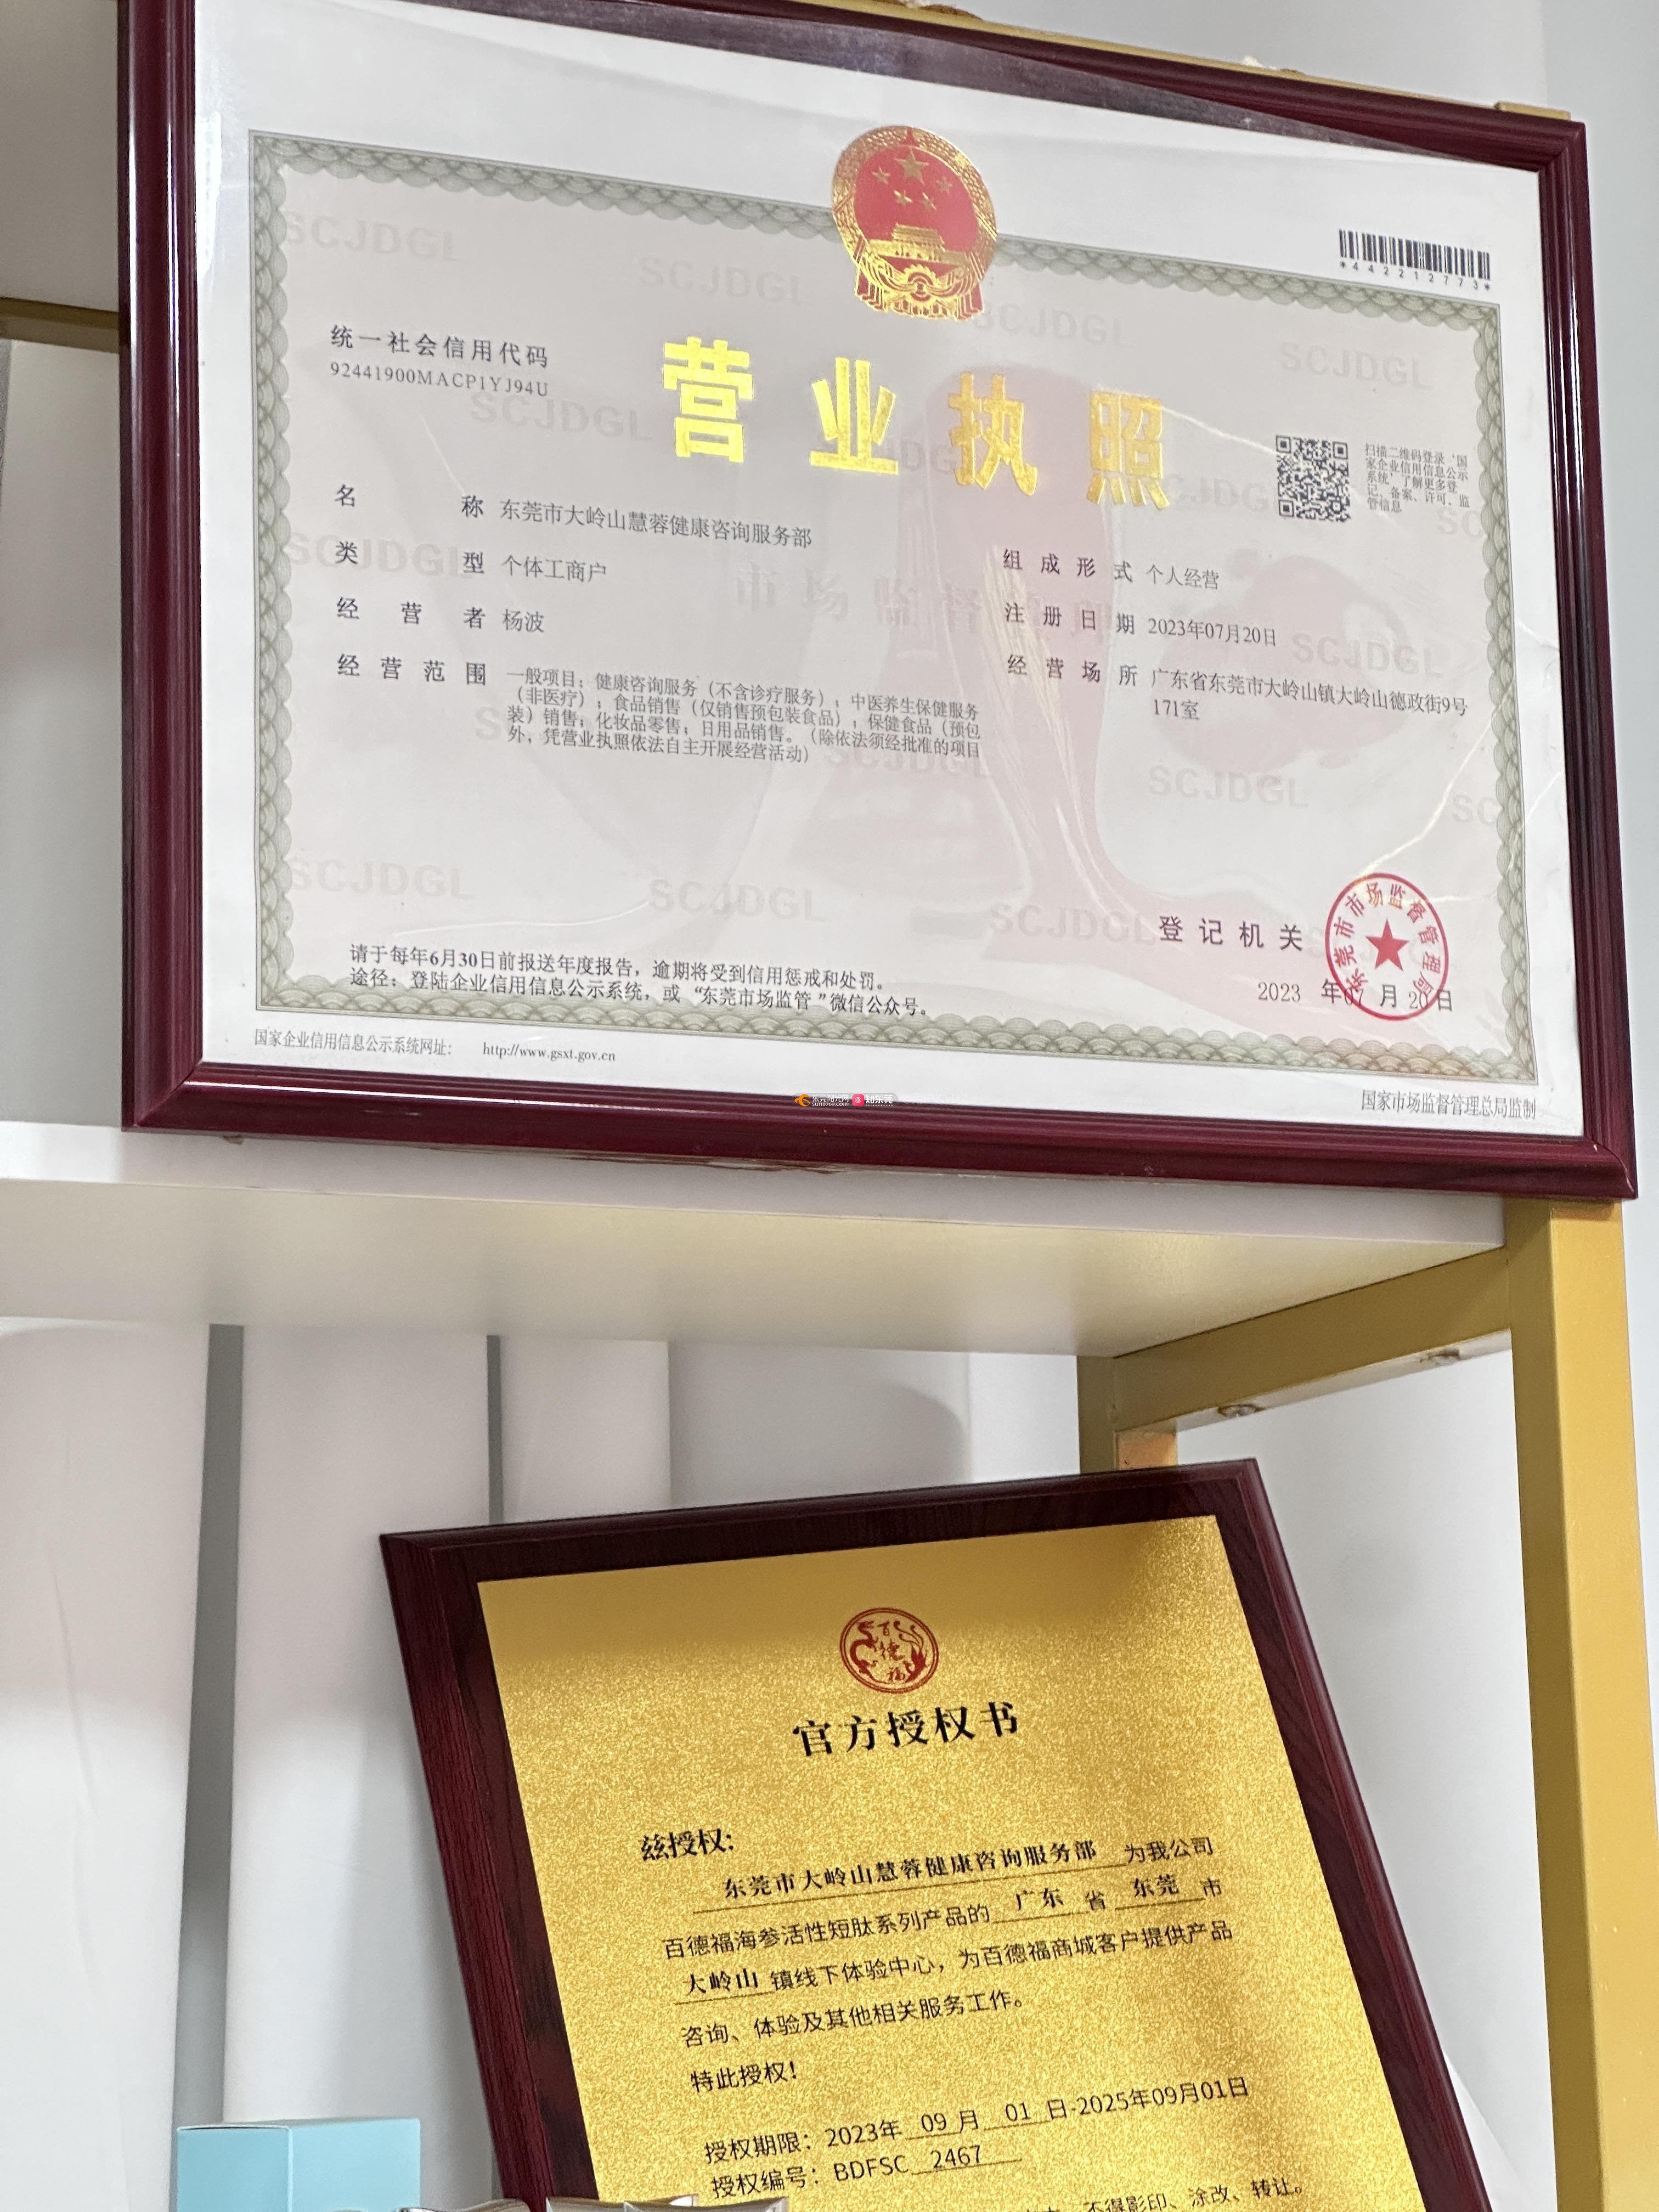 *442212773*
统一社会信用代码
92441900MACP1YJ94U
营业执照
扫描二维码登录‘国
家企业信用信息公示
系统’了解更多登
记、备案、许可、监
管信息
名称 东莞市大岭山慧蓉健康咨询服务部
类型 个体工商户
经营者 杨波
经营范围 一般项目：健康咨询服务（不含诊疗服务）；中医养生保健服务
（非医疗）；食品销售（仅销售预包装食品）；保健食品（预包
装）销售；化妆品零售；日用品销售。（除依法须经批准的项目
外，凭营业执照依法自主开展经营活动）
组成形式 个人经营
注册日期 2023年07月20日
经营场所 广东省东莞市大岭山镇大岭山德政街9号
171室
登记机关
东莞市市场监督管理局
2023 年07 月 20日
请于每年6月30日前报送年度报告，逾期将受到信用惩戒和处罚。
途径：登陆企业信用信息公示系统，或“东莞市场监管”微信公众号。
国家企业信用信息公示系统网址： http://www.gsxt.gov.cn
国家市场监督管理总局监制
百德福
官方授权书
兹授权:
东莞市大岭山慧蓉健康咨询服务部 为我公司
百德福海参活性短肽系列产品的 广东 省 东莞 市
大岭山 镇线下体验中心，为百德福商城客户提供产品
咨询、体验及其他相关服务工作。
特此授权！
授权期限：2023年 09 月 01 日-2025年09月01日
授权编号：BDFSC 2467
不得影印、涂改、转让。